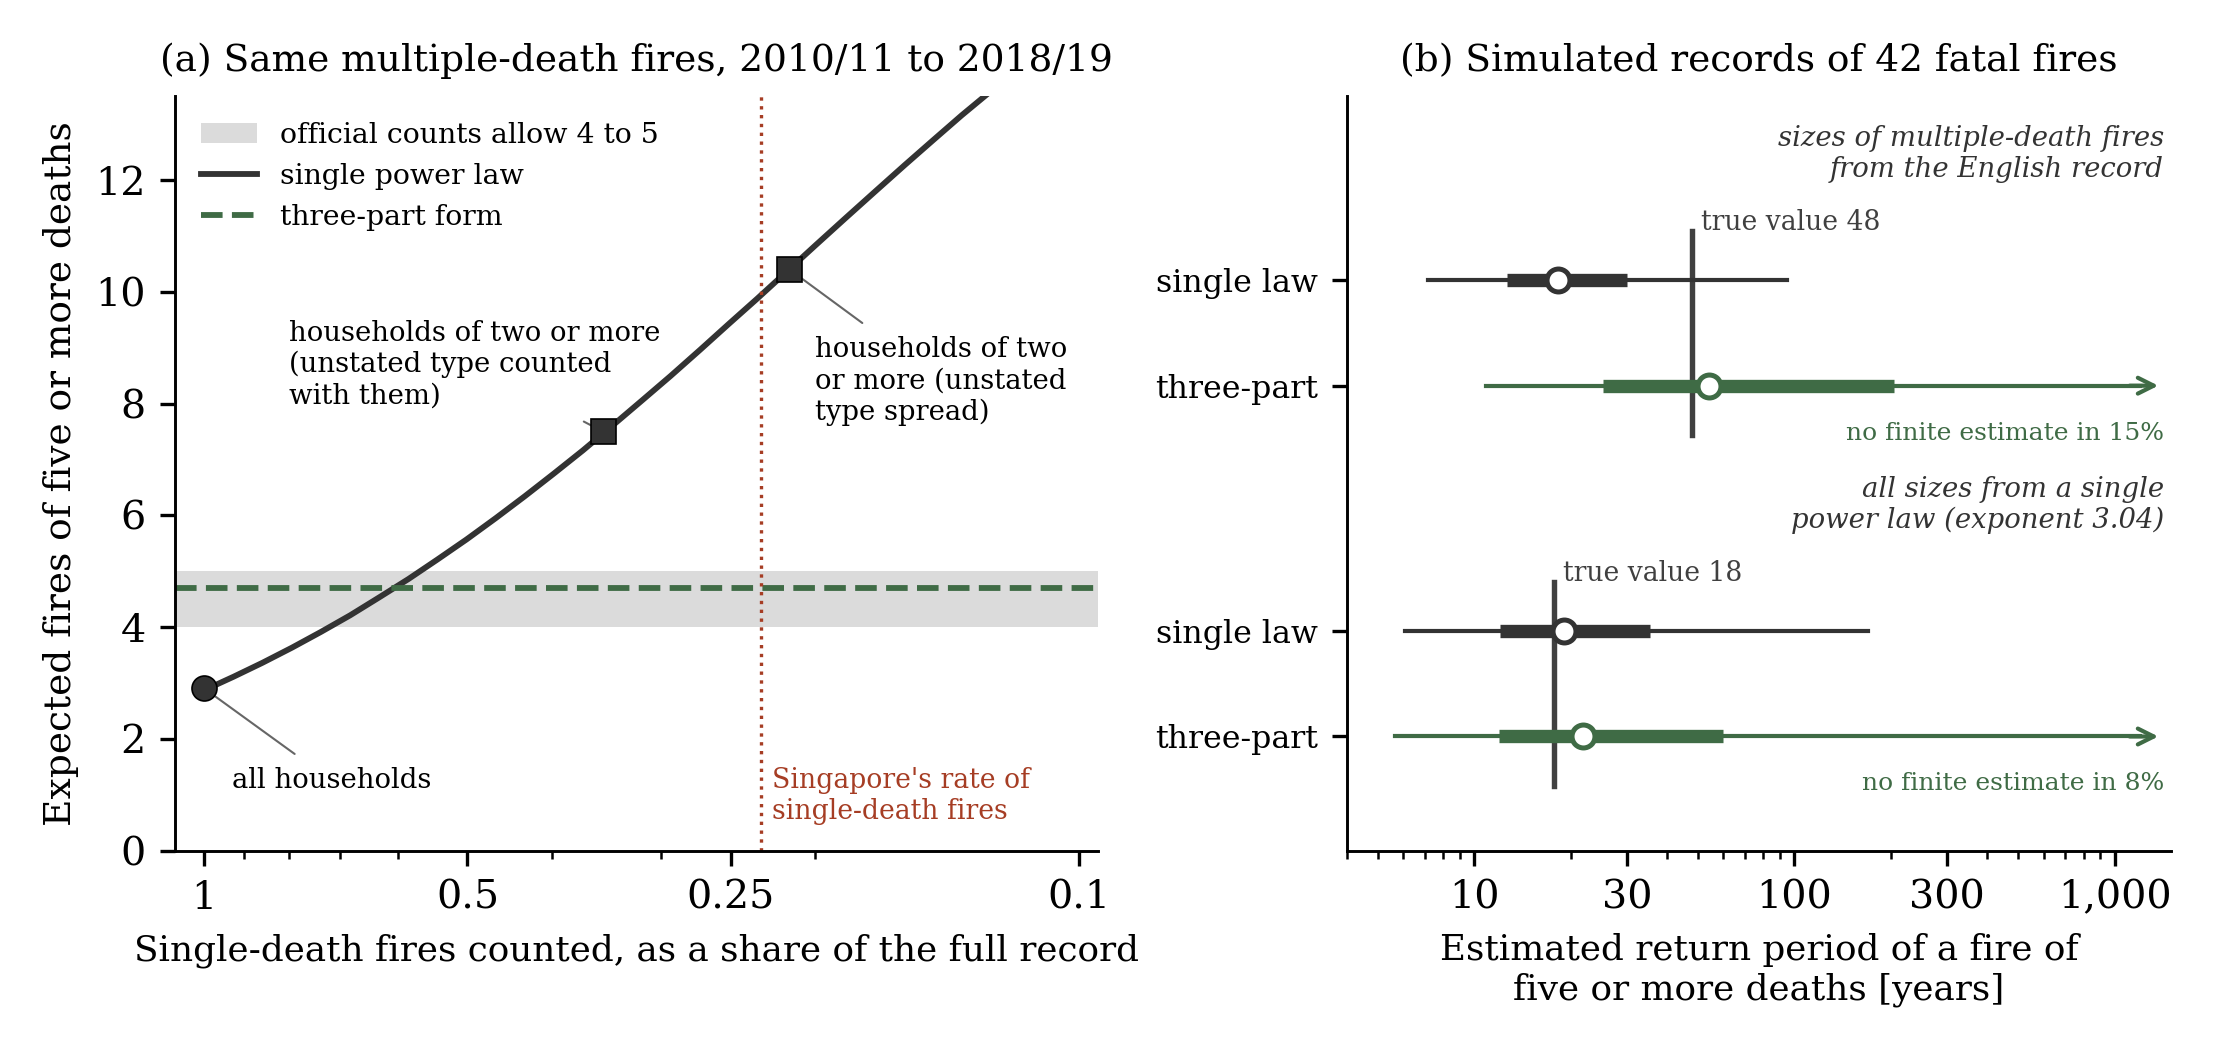 (a) Same multiple-death fires, 2010/11 to 2018/19
Expected fires of five or more deaths
12
10
8
6
4
2
0
official counts allow 4 to 5
single power law
three-part form
households of two or more
(unstated type counted
with them)
households of two
or more (unstated
type spread)
all households
Singapore's rate of
single-death fires
1
0.5
0.25
0.1
Single-death fires counted, as a share of the full record
(b) Simulated records of 42 fatal fires
sizes of multiple-death fires
from the English record
true value 48
single law
three-part
no finite estimate in 15%
all sizes from a single
power law (exponent 3.04)
true value 18
single law
three-part
no finite estimate in 8%
10
30
100
300
1,000
Estimated return period of a fire of
five or more deaths [years]